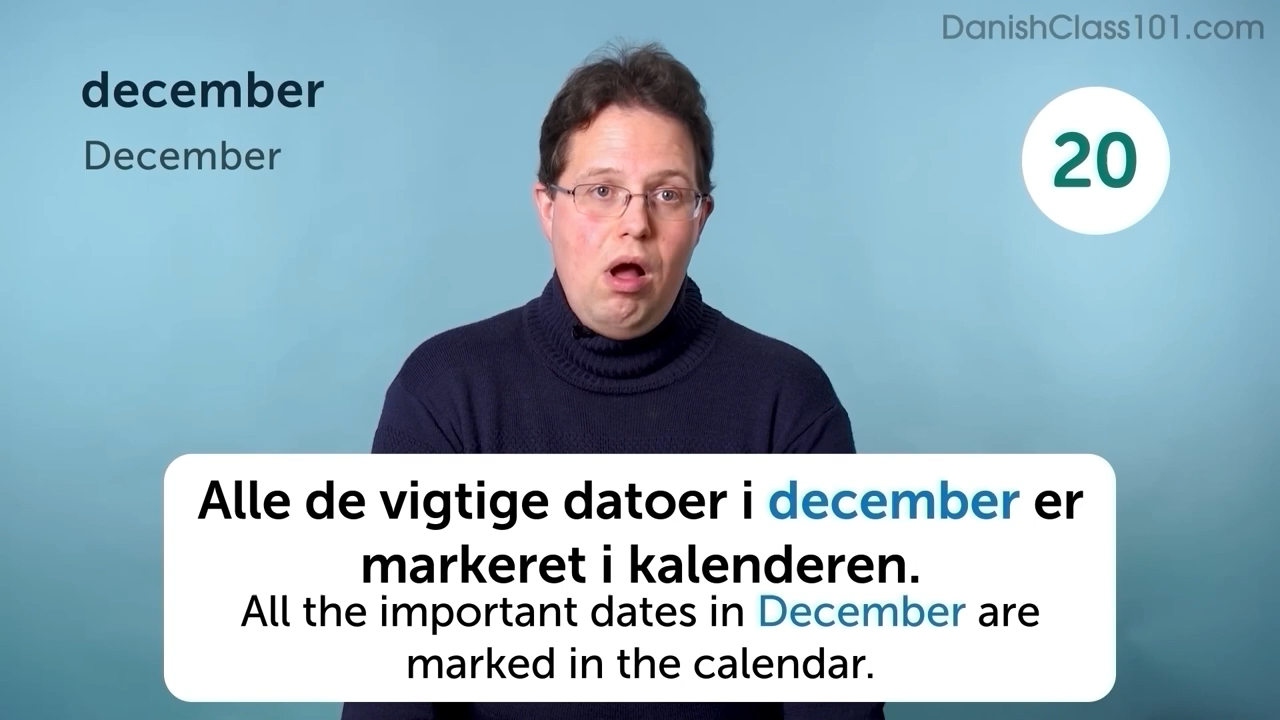 DanishClass101.com
december
December
20
Alle de vigtige datoer i december er
markeret i kalenderen.
All the important dates in December are
marked in the calendar.